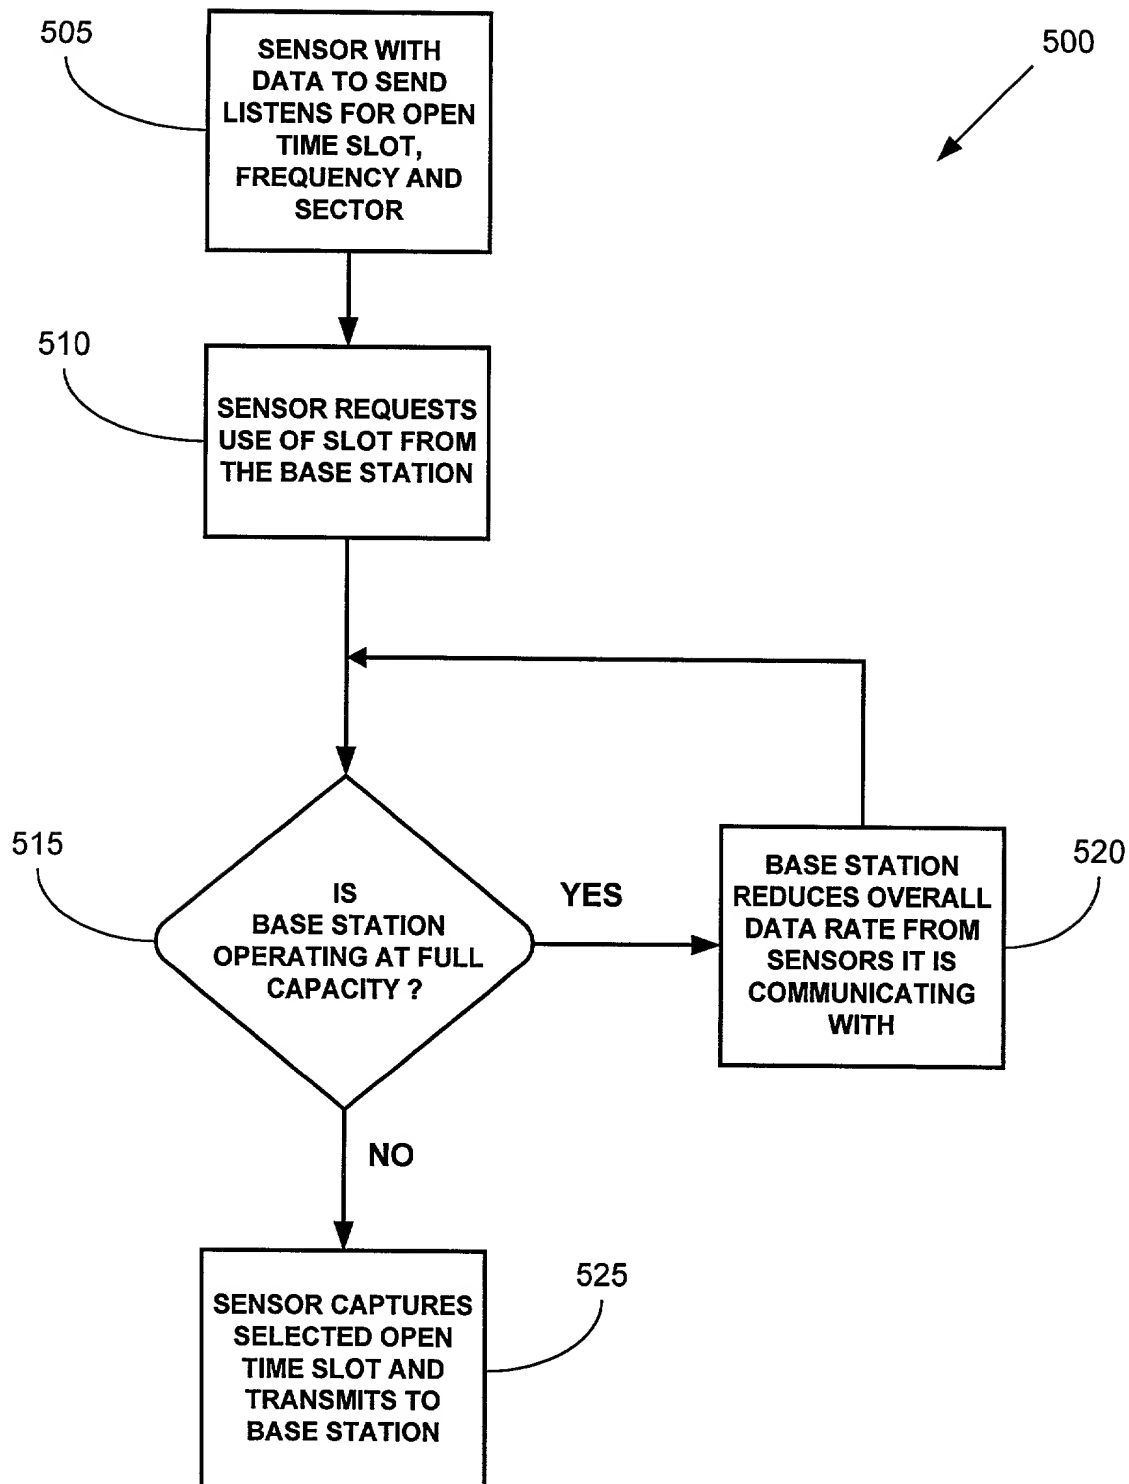 505
SENSOR WITH
DATA TO SEND
LISTENS FOR OPEN
TIME SLOT,
FREQUENCY AND
SECTOR
500
510
SENSOR REQUESTS
USE OF SLOT FROM
THE BASE STATION
515
IS
BASE STATION
OPERATING AT FULL
CAPACITY ?
YES
BASE STATION
REDUCES OVERALL
DATA RATE FROM
SENSORS IT IS
COMMUNICATING
WITH
520
NO
SENSOR CAPTURES
SELECTED OPEN
TIME SLOT AND
TRANSMITS TO
BASE STATION
525